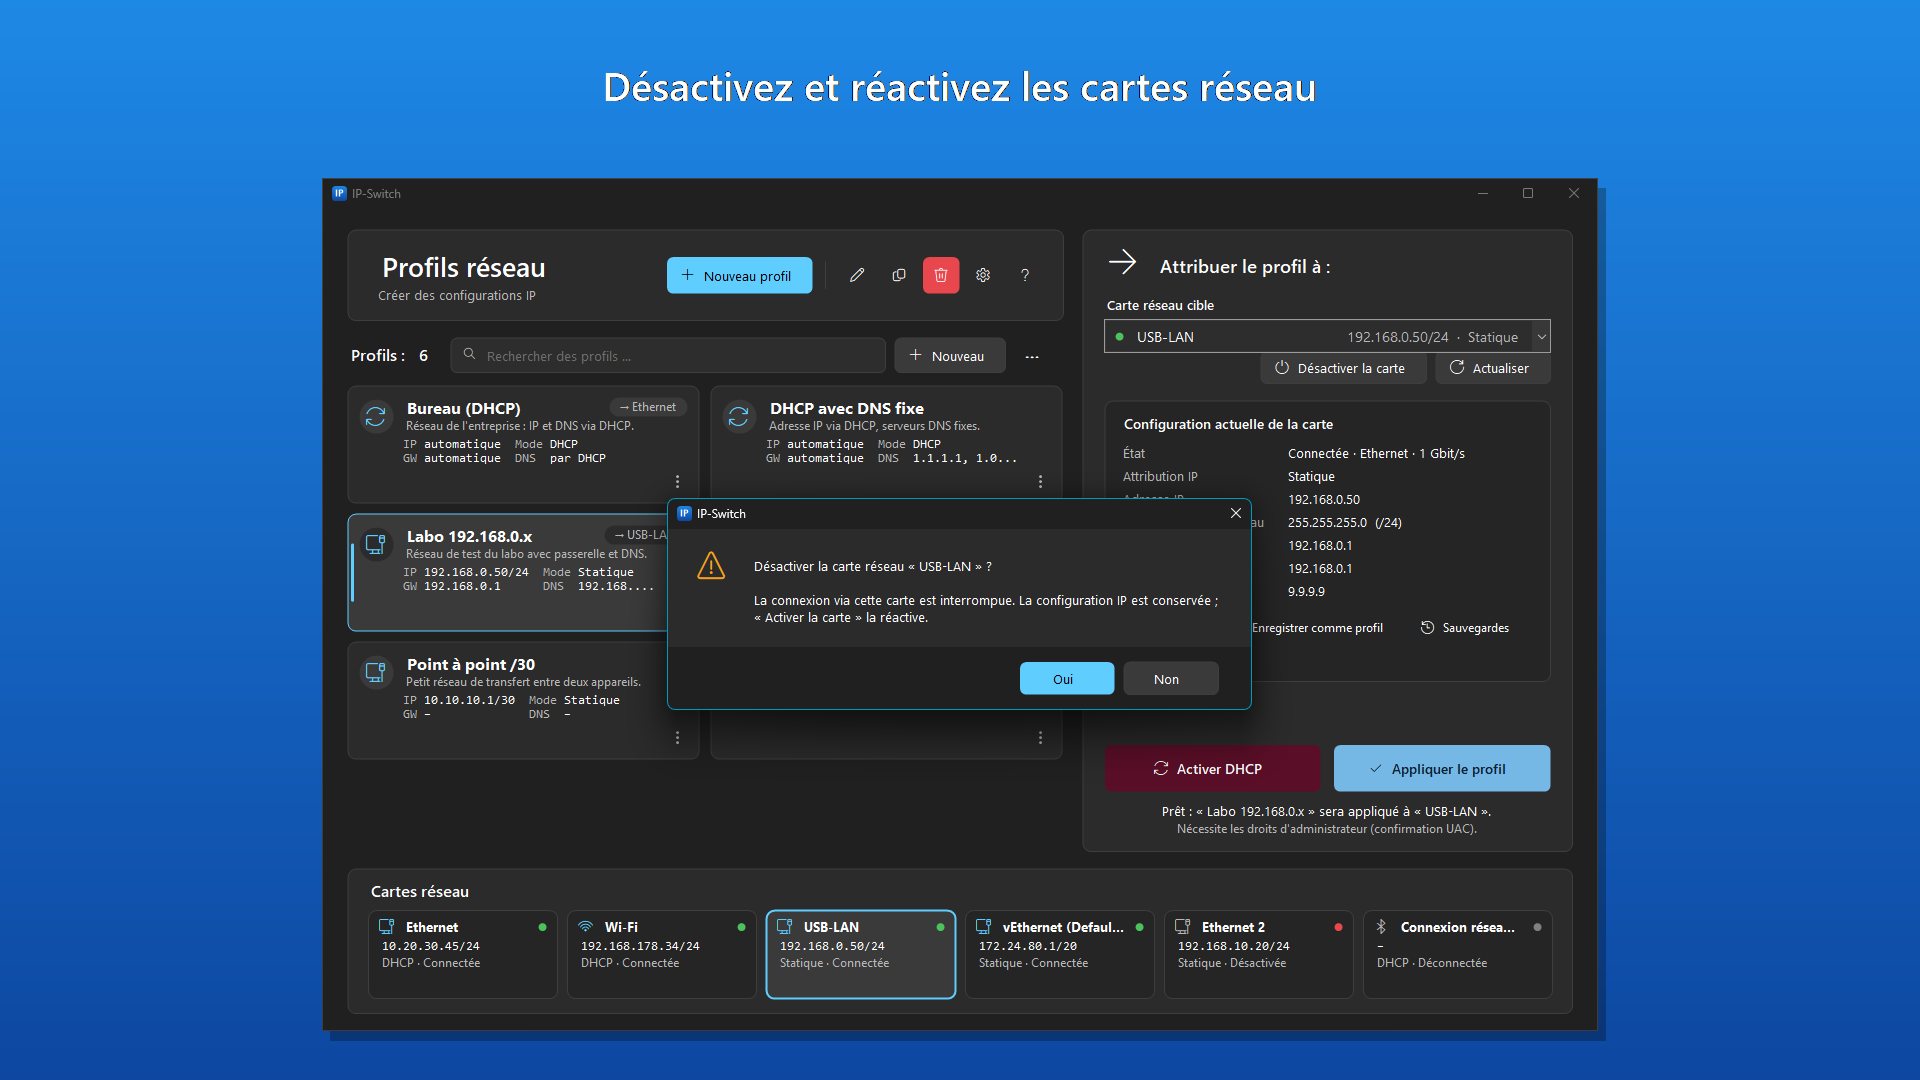 Désactivez et réactivez les cartes réseau
IP IP-Switch
Profils réseau
Créer des configurations IP
Nouveau profil
?
Profils : 6
Rechercher des profils ...
Nouveau
Bureau (DHCP)
→ Ethernet
Réseau de l'entreprise : IP et DNS via DHCP.
IP automatique Mode DHCP
GW automatique DNS par DHCP
DHCP avec DNS fixe
Adresse IP via DHCP, serveurs DNS fixes.
IP automatique Mode DHCP
GW automatique DNS 1.1.1.1, 1.0...
Labo 192.168.0.x
→ USB-LA
Réseau de test du labo avec passerelle et DNS.
IP 192.168.0.50/24 Mode Statique
GW 192.168.0.1 DNS 192.168....
Point à point /30
Petit réseau de transfert entre deux appareils.
IP 10.10.10.1/30 Mode Statique
GW – DNS –
Attribuer le profil à :
Carte réseau cible
USB-LAN 192.168.0.50/24 · Statique
Désactiver la carte
Actualiser
Configuration actuelle de la carte
État Connectée · Ethernet · 1 Gbit/s
Attribution IP Statique
Adresse IP 192.168.0.50
au 255.255.255.0 (/24)
192.168.0.1
192.168.0.1
9.9.9.9
Enregistrer comme profil
Sauvegardes
IP IP-Switch
Désactiver la carte réseau « USB-LAN » ?
La connexion via cette carte est interrompue. La configuration IP est conservée ;
« Activer la carte » la réactive.
Oui
Non
Activer DHCP
Appliquer le profil
Prêt : « Labo 192.168.0.x » sera appliqué à « USB-LAN ».
Nécessite les droits d'administrateur (confirmation UAC).
Cartes réseau
Ethernet
10.20.30.45/24
DHCP · Connectée
Wi-Fi
192.168.178.34/24
DHCP · Connectée
USB-LAN
192.168.0.50/24
Statique · Connectée
vEthernet (Defaul...
172.24.80.1/20
Statique · Connectée
Ethernet 2
192.168.10.20/24
Statique · Désactivée
Connexion résea...
–
DHCP · Déconnectée